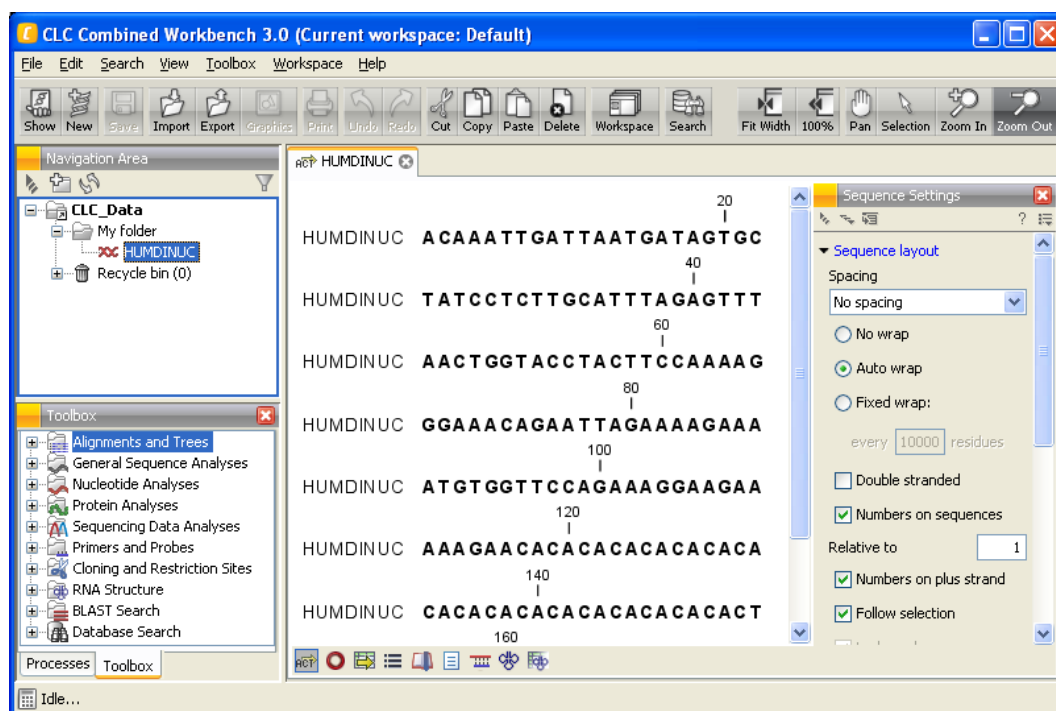 CLC Combined Workbench 3.0 (Current workspace: Default)
File Edit Search View Toolbox Workspace Help
Show New Save Import Export Graphics Print Undo Redo Cut Copy Paste Delete Workspace Search Fit Width 100% Pan Selection Zoom In Zoom Out
Navigation Area
CLC_Data
My folder
HUMDINUC
Recycle bin (0)
Toolbox
Alignments and Trees
General Sequence Analyses
Nucleotide Analyses
Protein Analyses
Sequencing Data Analyses
Primers and Probes
Cloning and Restriction Sites
RNA Structure
BLAST Search
Database Search
Processes Toolbox
Idle...
ACT HUMDINUC
20
HUMDINUC ACAAATTGATTAATGATAGTGC
40
HUMDINUC TATCCTCTTGCATTTAGAGTTT
60
HUMDINUC AACTGGTACCTACTTCCAAAAG
80
HUMDINUC GGAAACAGAATTAGAAAAGAAA
100
HUMDINUC ATGTGGTTCCAGAAAGGAAGAA
120
HUMDINUC AAAGAACACACACACACACACA
140
HUMDINUC CACACACACACACACACACACT
160
ACT
Sequence Settings
?
Sequence layout
Spacing
No spacing
No wrap
Auto wrap
Fixed wrap:
every 10000 residues
Double stranded
Numbers on sequences
Relative to 1
Numbers on plus strand
Follow selection